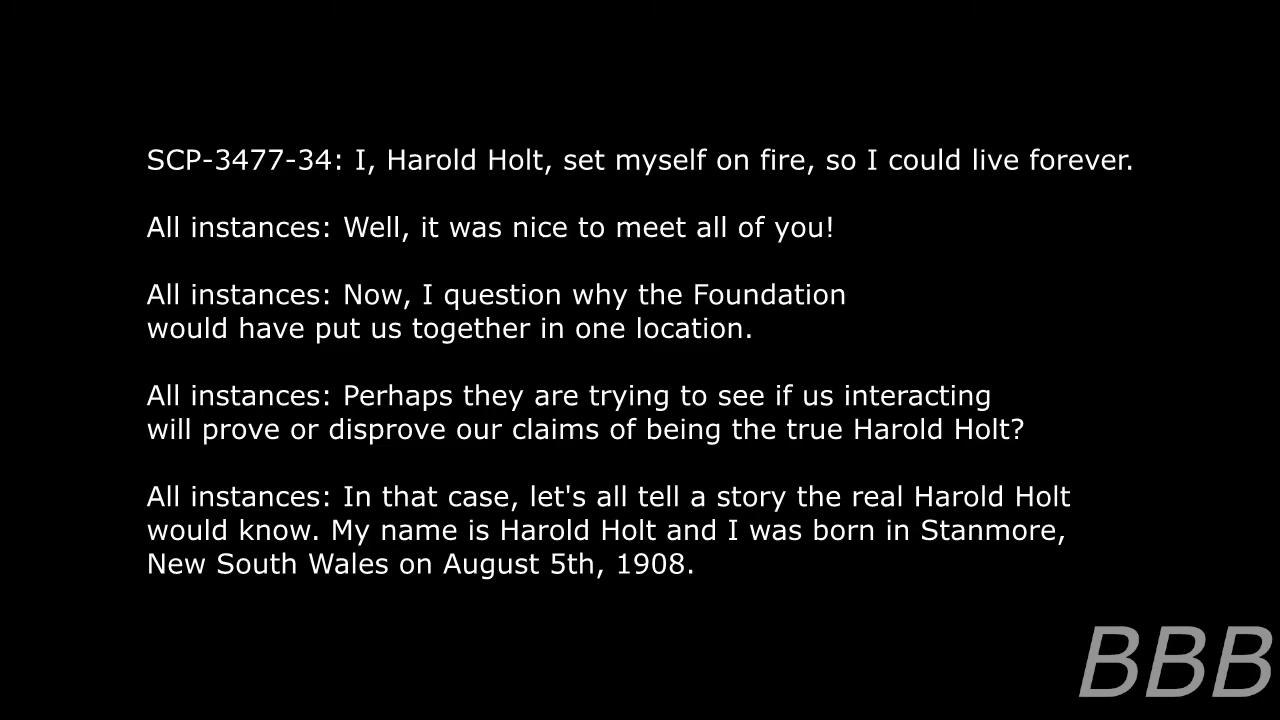 SCP-3477-34: I, Harold Holt, set myself on fire, so I could live forever.
All instances: Well, it was nice to meet all of you!
All instances: Now, I question why the Foundation
would have put us together in one location.
All instances: Perhaps they are trying to see if us interacting
will prove or disprove our claims of being the true Harold Holt?
All instances: In that case, let's all tell a story the real Harold Holt
would know. My name is Harold Holt and I was born in Stanmore,
New South Wales on August 5th, 1908.
BBB